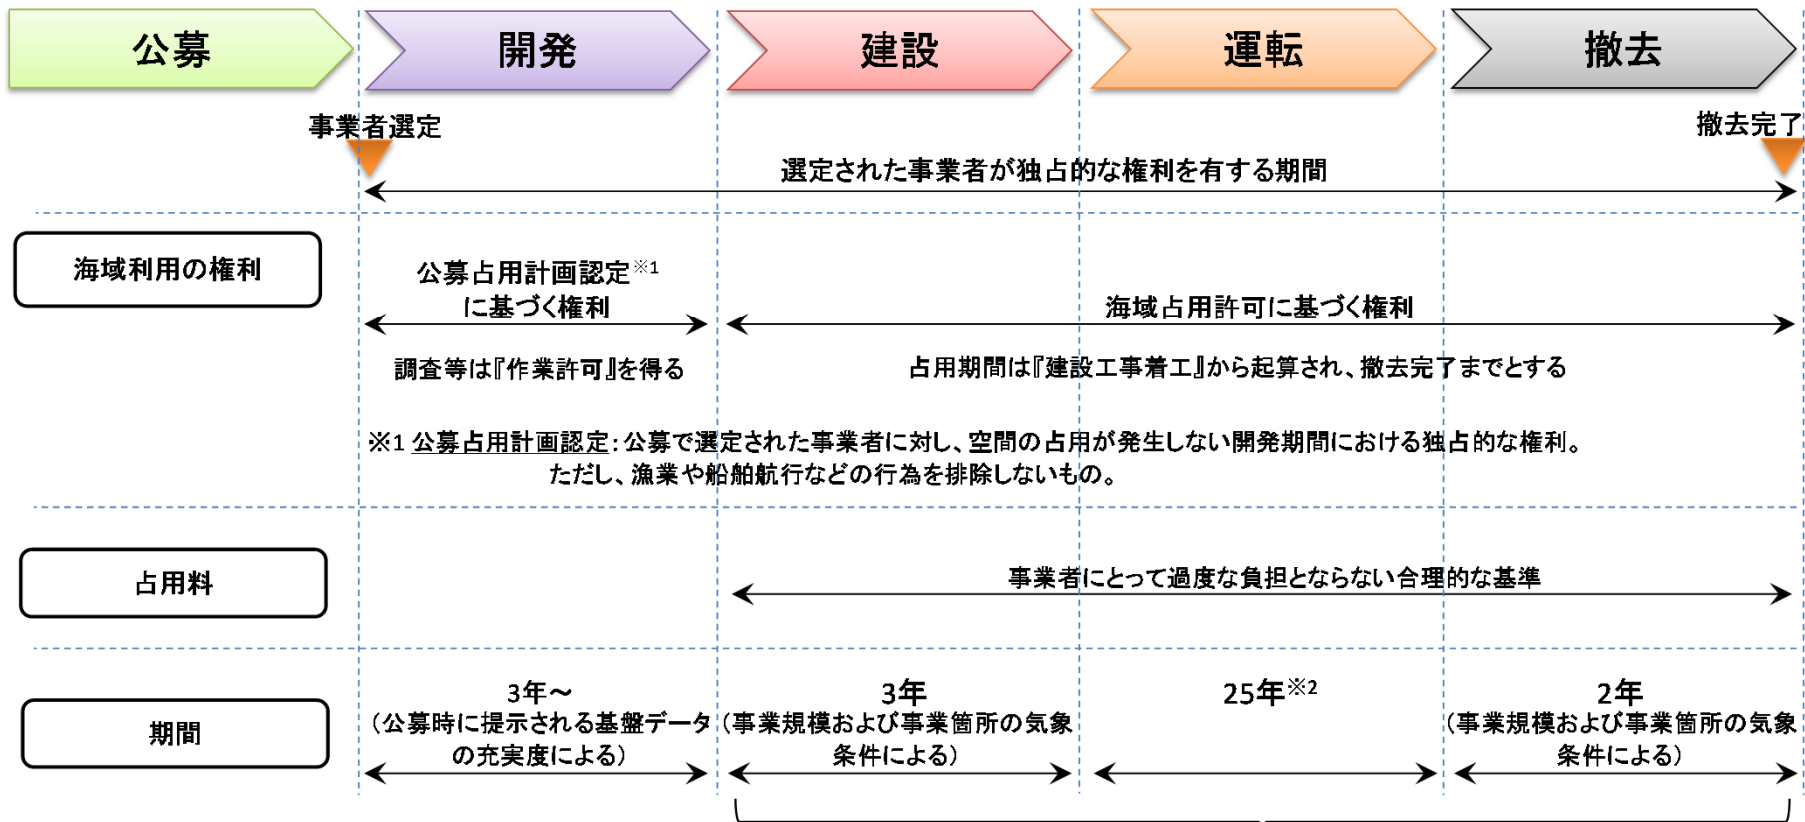 公募
開発
建設
運転
撤去
事業者選定
撤去完了
選定された事業者が独占的な権利を有する期間
海域利用の権利
公募占用計画認定※1
に基づく権利
海域占用許可に基づく権利
調査等は『作業許可』を得る
占用期間は『建設工事着工』から起算され、撤去完了までとする
※1 公募占用計画認定：公募で選定された事業者に対し、空間の占用が発生しない開発期間における独占的な権利。
ただし、漁業や船舶航行などの行為を排除しないもの。
占用料
事業者にとって過度な負担とならない合理的な基準
期間
3年～
（公募時に提示される基盤データ
の充実度による）
3年
（事業規模および事業箇所の気象
条件による）
25年※2
2年
（事業規模および事業箇所の気象
条件による）